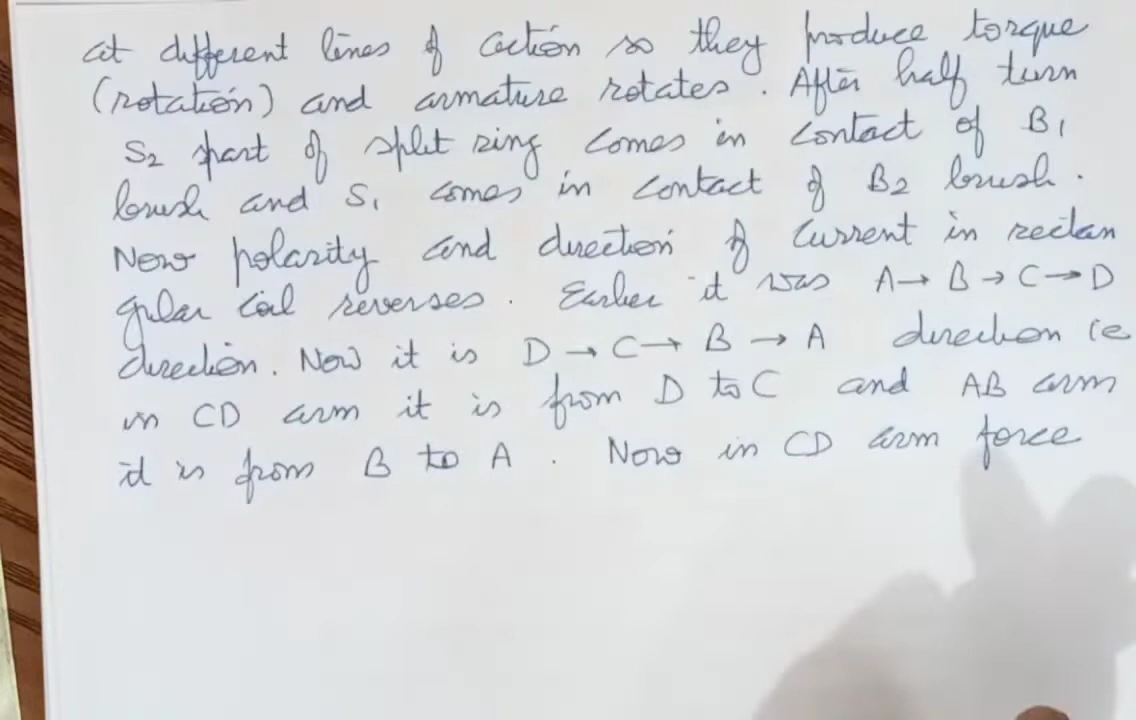 at different lines of action so they produce torque
(rotation) and armature rotates. After half turn
S2 part of split ring comes in contact of B1
brush and S1 comes in contact of B2 brush.
Now polarity and direction of current in rectan
gular coil reverses. Earlier it was A→ B → C → D
direction. Now it is D → C → B → A direction ie
in CD arm it is from D to C and AB arm
it is from B to A . Now in CD arm force